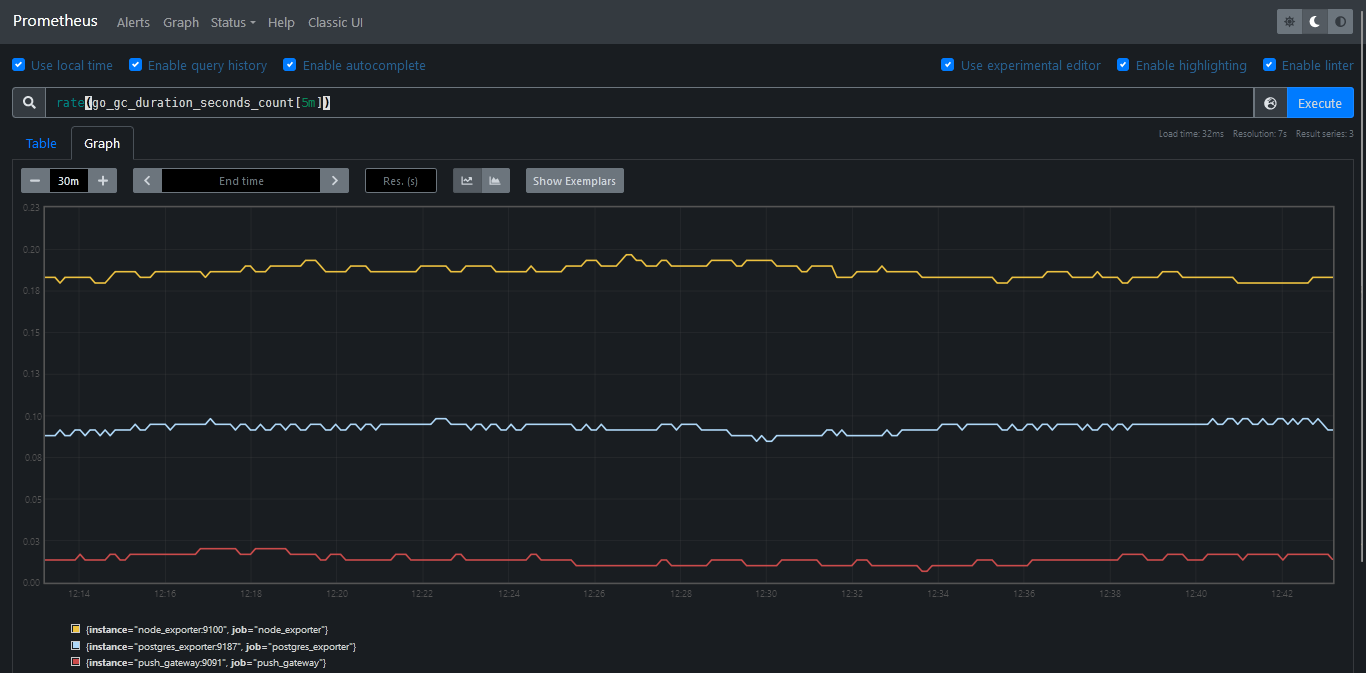 Prometheus Alerts Graph Status Help Classic UI
Use local time Enable query history Enable autocomplete Use experimental editor Enable highlighting Enable linter
rate(go_gc_duration_seconds_count[5m]) Execute
Table Graph Load time: 32ms Resolution: 7s Result series: 3
30m End time Res. (s) Show Exemplars
0.23
0.20
0.18
0.15
0.13
0.10
0.08
0.05
0.03
0.00
12:14 12:16 12:18 12:20 12:22 12:24 12:26 12:28 12:30 12:32 12:34 12:36 12:38 12:40 12:42
{instance="node_exporter:9100", job="node_exporter"}
{instance="postgres_exporter:9187", job="postgres_exporter"}
{instance="push_gateway:9091", job="push_gateway"}